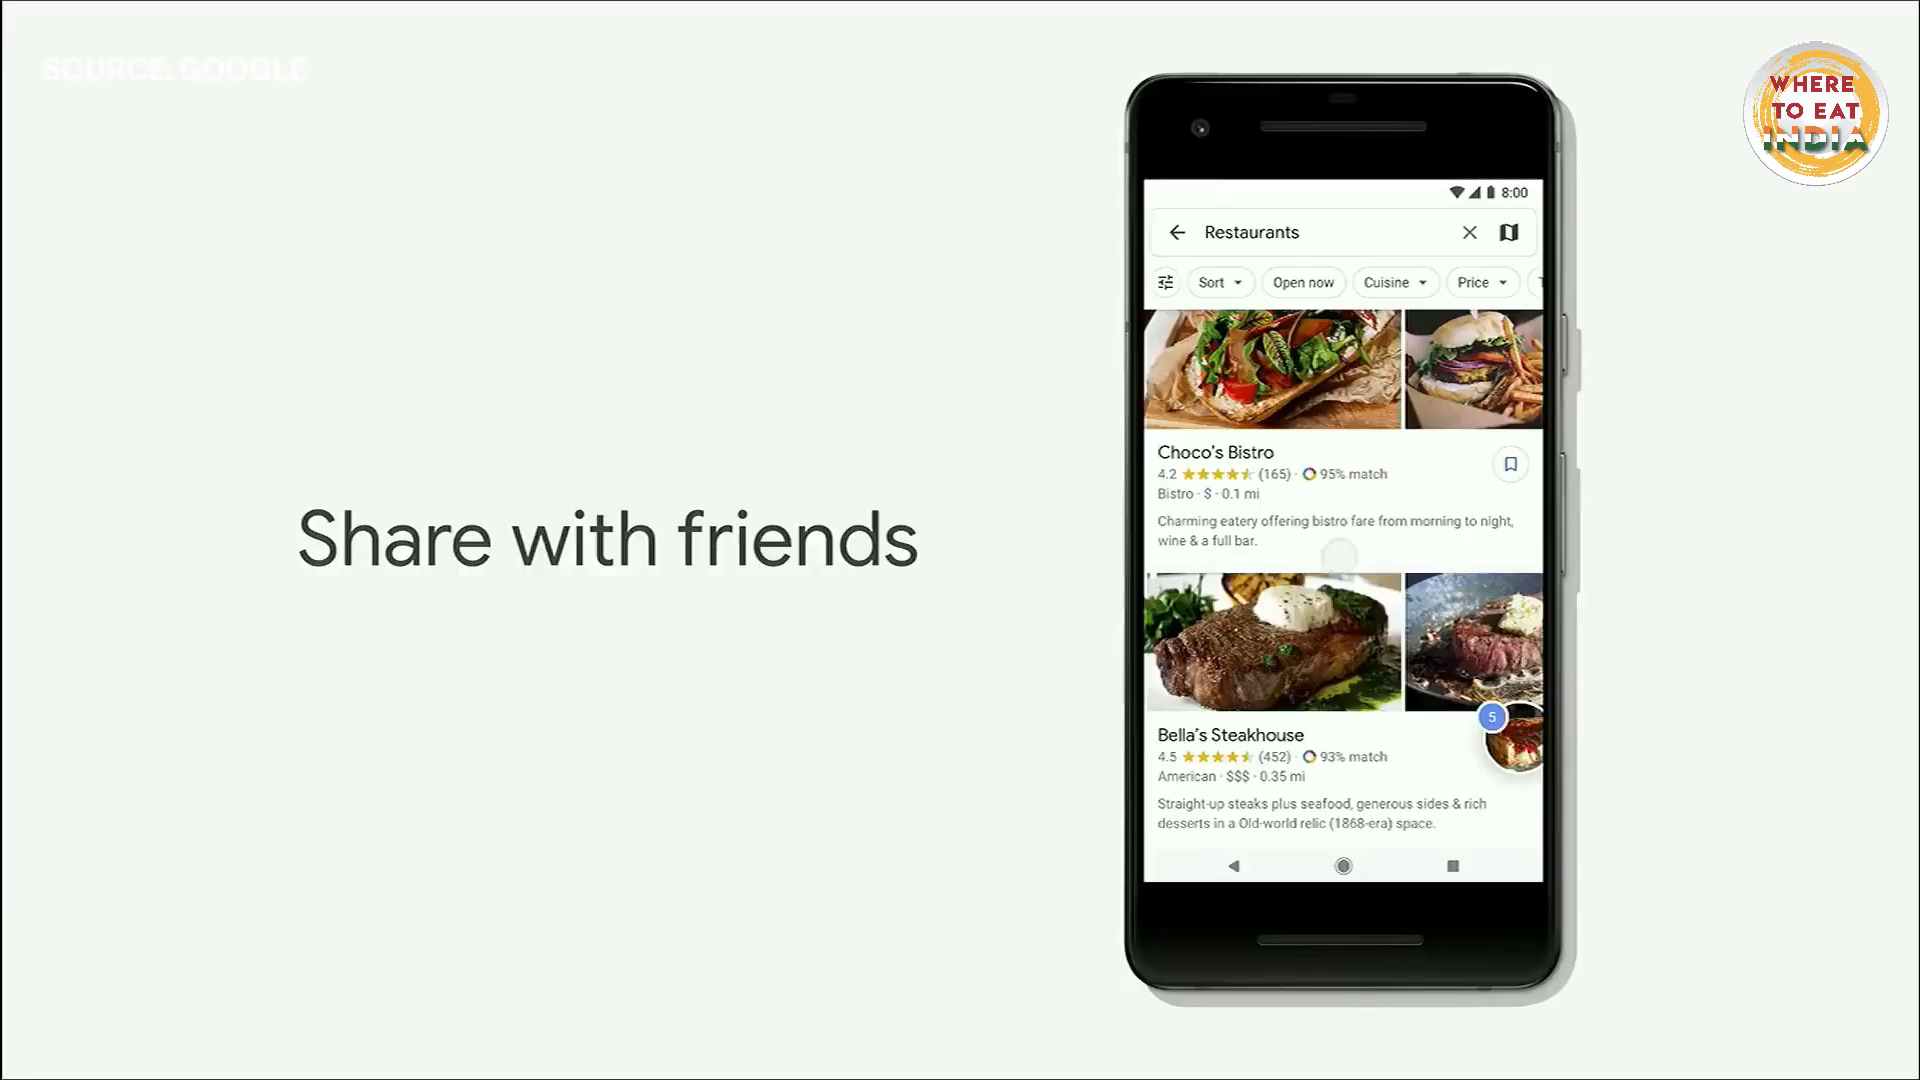 SOURCE: GOOGLE
WHERE
TO EAT
INDIA
Share with friends
8:00
Restaurants
Sort
Open now
Cuisine
Price
Choco's Bistro
4.2 (165) · 95% match
Bistro · $ · 0.1 mi
Charming eatery offering bistro fare from morning to night,
wine & a full bar.
5
Bella's Steakhouse
4.5 (452) · 93% match
American · $$$ · 0.35 mi
Straight-up steaks plus seafood, generous sides & rich
desserts in a Old-world relic (1868-era) space.